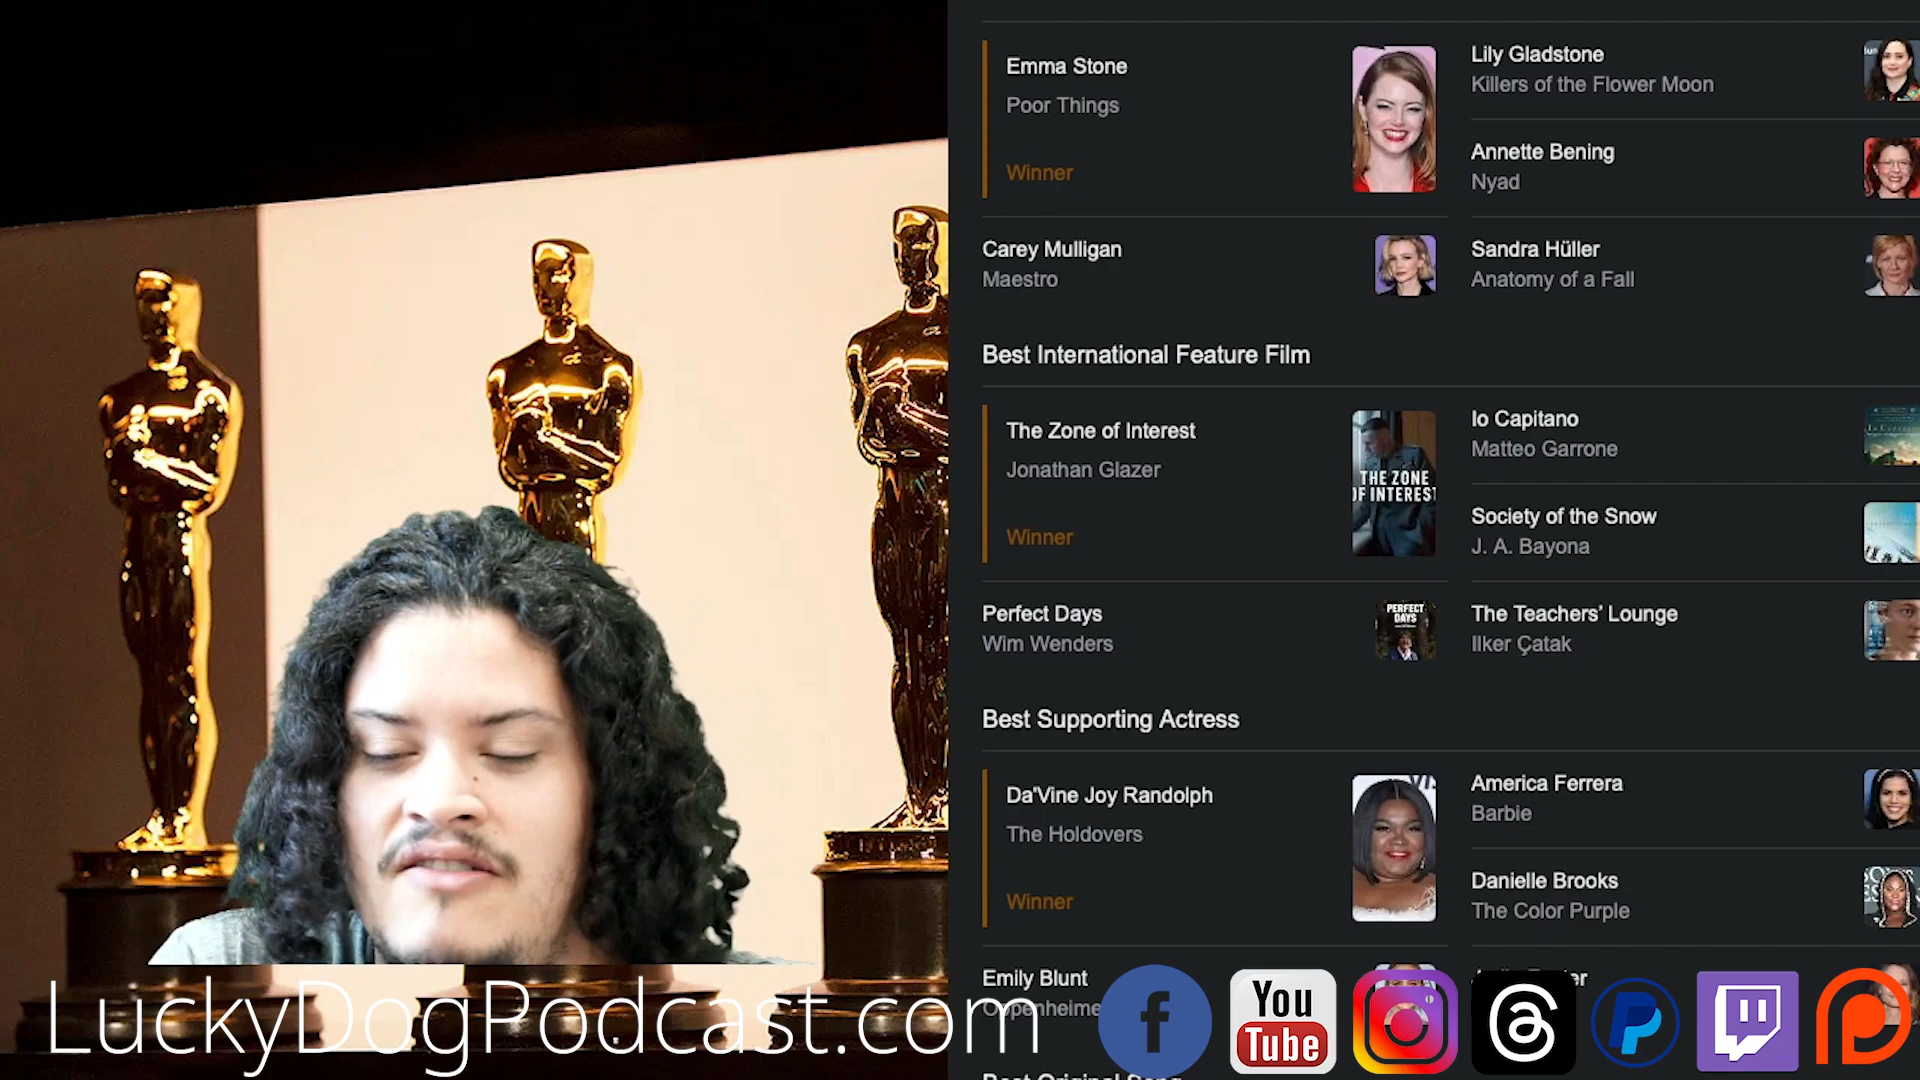 Emma Stone
Poor Things
Winner
Lily Gladstone
Killers of the Flower Moon
Annette Bening
Nyad
Carey Mulligan
Maestro
Sandra Hüller
Anatomy of a Fall
Best International Feature Film
The Zone of Interest
Jonathan Glazer
Winner
THE ZONE
OF INTEREST
Io Capitano
Matteo Garrone
Society of the Snow
J. A. Bayona
Perfect Days
Wim Wenders
PERFECT
DAYS
The Teachers’ Lounge
Ilker Çatak
Best Supporting Actress
Da'Vine Joy Randolph
The Holdovers
Winner
America Ferrera
Barbie
Danielle Brooks
The Color Purple
Emily Blunt
Oppenheime
LuckyDogPodcast.com
You
Tube
Best Original Song